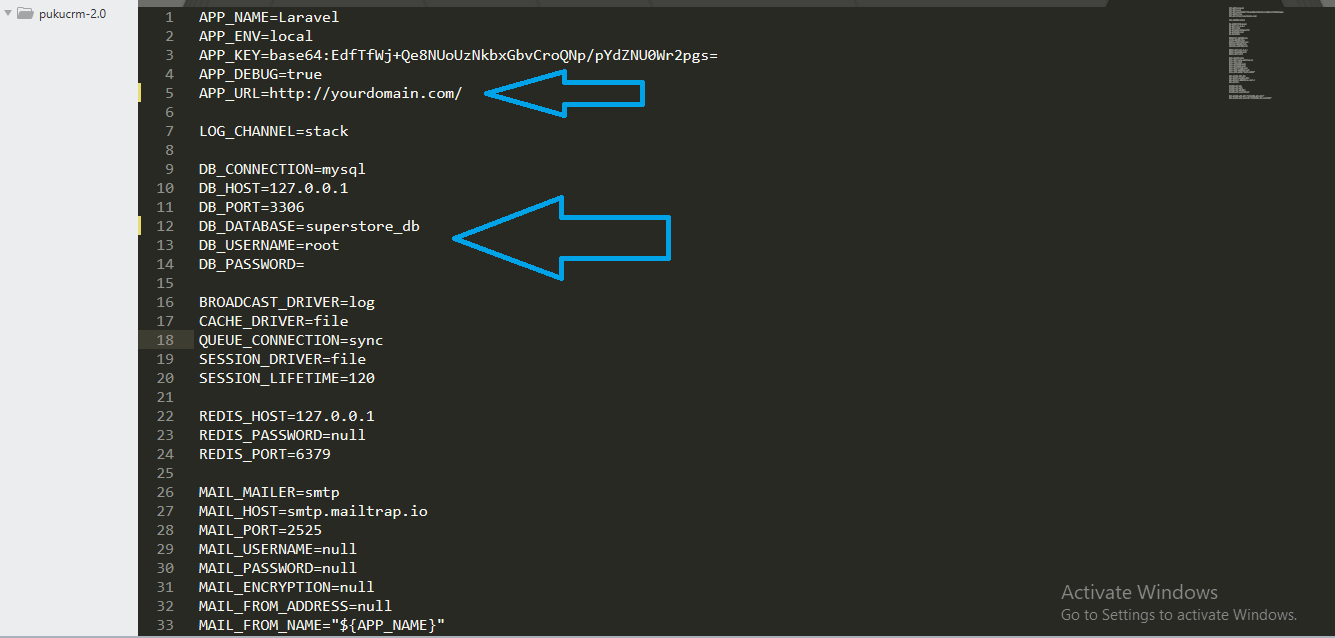 pukucrm-2.0
1 APP_NAME=Laravel
2 APP_ENV=local
3 APP_KEY=base64:EdfTfWj+Qe8NUoUzNkbxGbvCroQNp/pYdZNU0Wr2pgs=
4 APP_DEBUG=true
5 APP_URL=http://yourdomain.com/
6
7 LOG_CHANNEL=stack
8
9 DB_CONNECTION=mysql
10 DB_HOST=127.0.0.1
11 DB_PORT=3306
12 DB_DATABASE=superstore_db
13 DB_USERNAME=root
14 DB_PASSWORD=
15
16 BROADCAST_DRIVER=log
17 CACHE_DRIVER=file
18 QUEUE_CONNECTION=sync
19 SESSION_DRIVER=file
20 SESSION_LIFETIME=120
21
22 REDIS_HOST=127.0.0.1
23 REDIS_PASSWORD=null
24 REDIS_PORT=6379
25
26 MAIL_MAILER=smtp
27 MAIL_HOST=smtp.mailtrap.io
28 MAIL_PORT=2525
29 MAIL_USERNAME=null
30 MAIL_PASSWORD=null
31 MAIL_ENCRYPTION=null
32 MAIL_FROM_ADDRESS=null
33 MAIL_FROM_NAME="${APP_NAME}"
Activate Windows
Go to Settings to activate Windows.